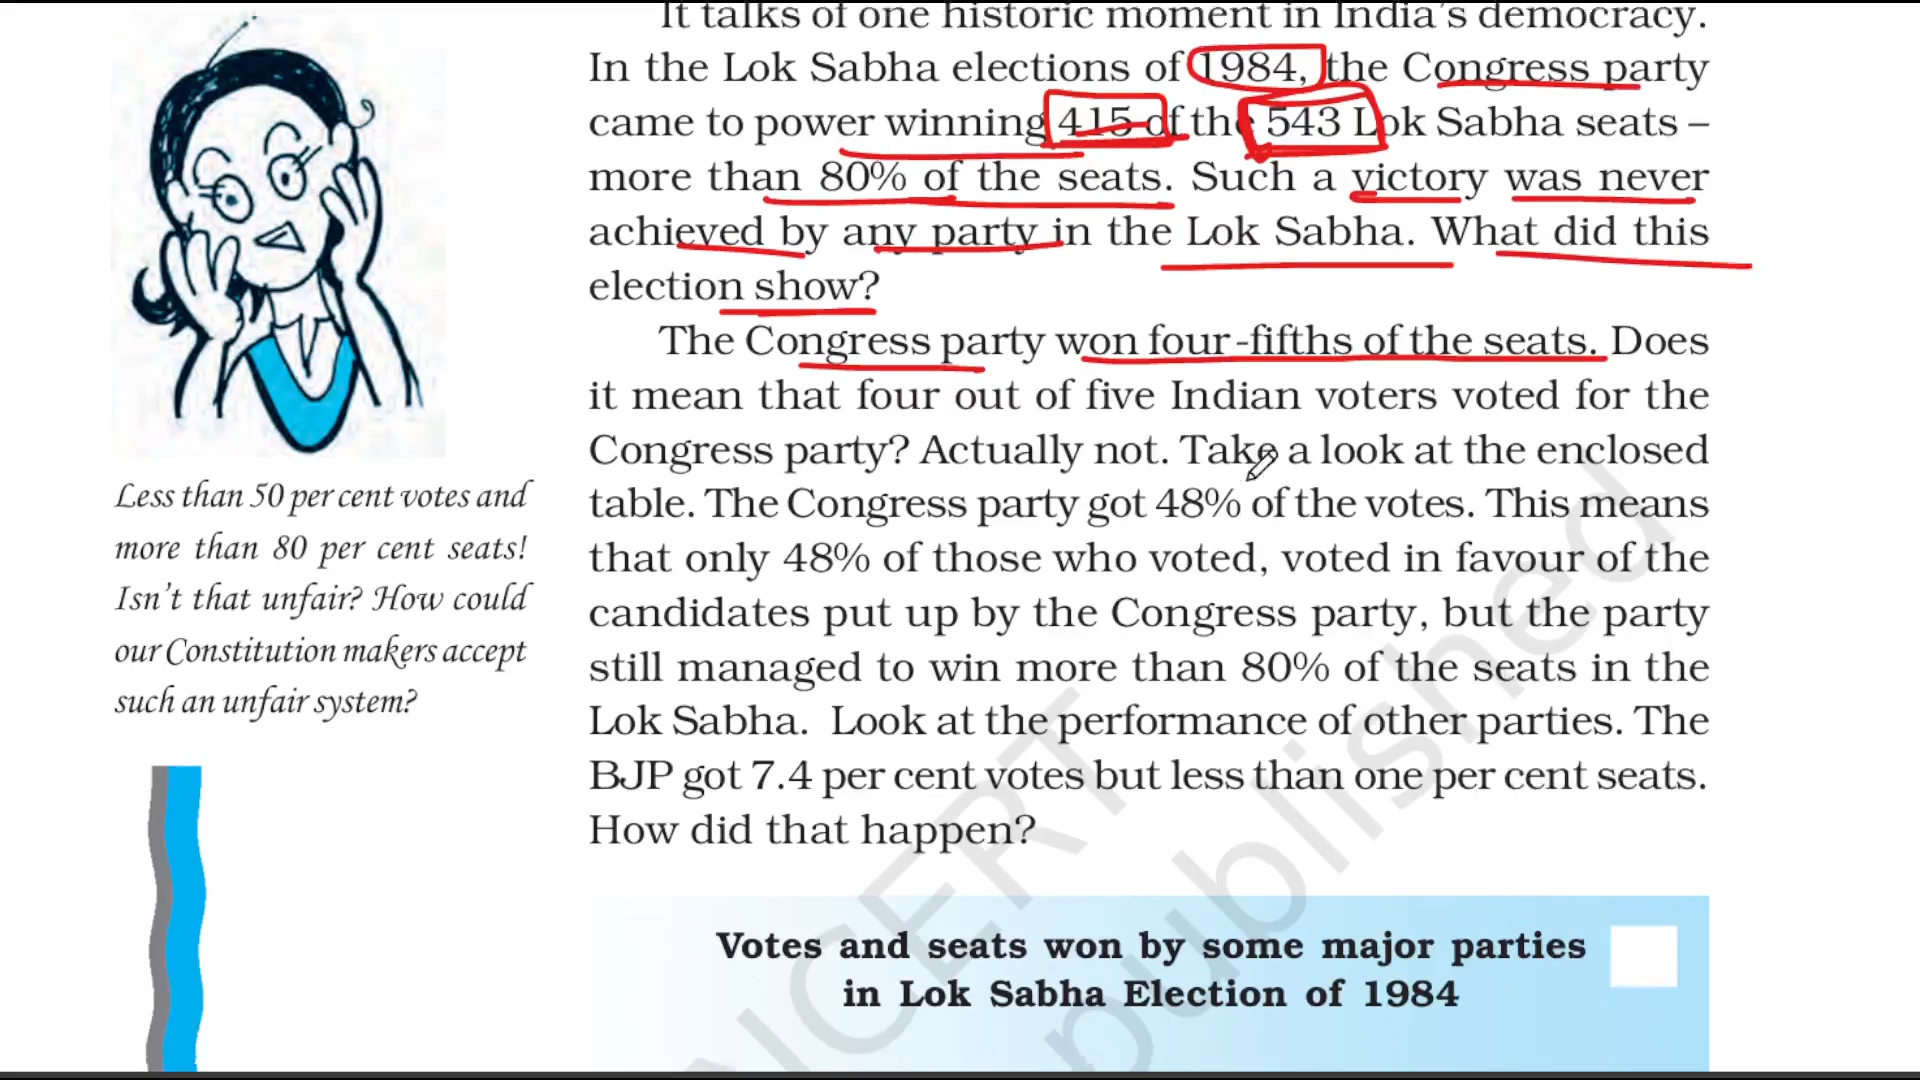 It talks of one historic moment in India's democracy.
In the Lok Sabha elections of 1984, the Congress party
came to power winning 415 of the 543 Lok Sabha seats –
more than 80% of the seats. Such a victory was never
achieved by any party in the Lok Sabha. What did this
election show?
The Congress party won four-fifths of the seats. Does
it mean that four out of five Indian voters voted for the
Congress party? Actually not. Take a look at the enclosed
table. The Congress party got 48% of the votes. This means
that only 48% of those who voted, voted in favour of the
candidates put up by the Congress party, but the party
still managed to win more than 80% of the seats in the
Lok Sabha. Look at the performance of other parties. The
BJP got 7.4 per cent votes but less than one per cent seats.
How did that happen?
Less than 50 per cent votes and
more than 80 per cent seats!
Isn't that unfair? How could
our Constitution makers accept
such an unfair system?
Votes and seats won by some major parties
in Lok Sabha Election of 1984
NCERT
published